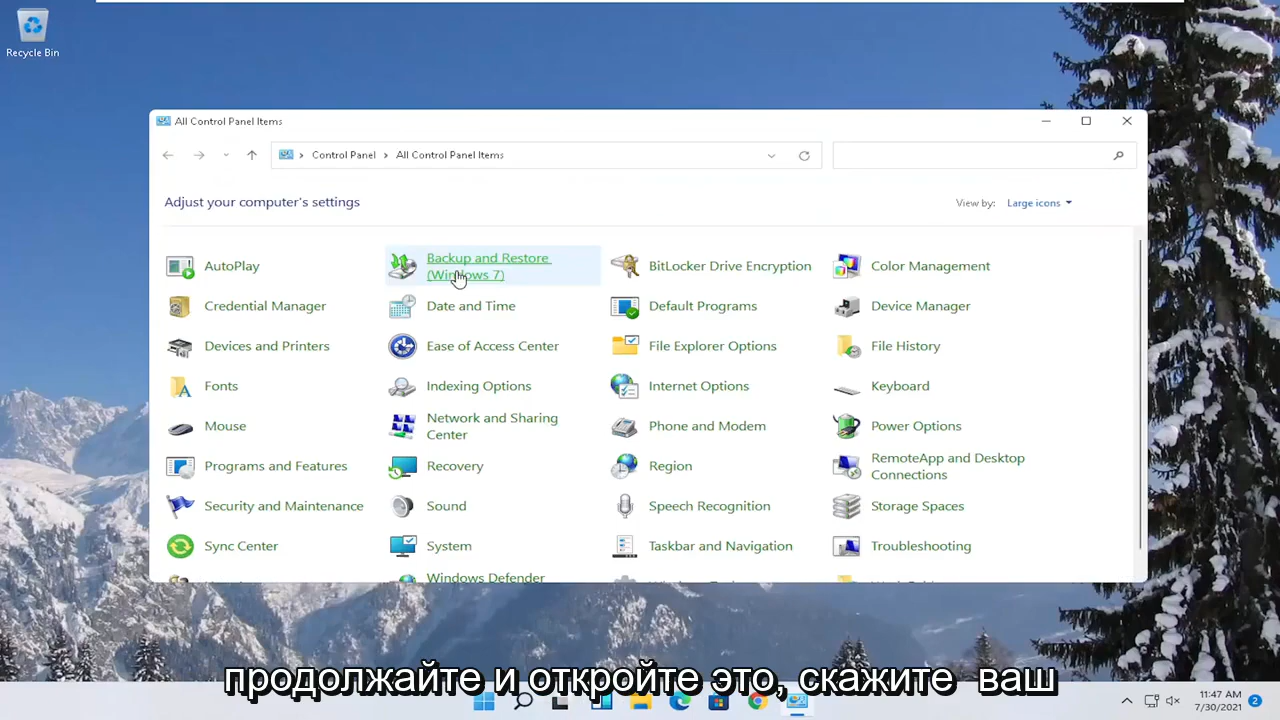 Recycle Bin
All Control Panel Items
Control Panel > All Control Panel Items
Adjust your computer's settings
View by: Large icons
AutoPlay
Backup and Restore
(Windows 7)
BitLocker Drive Encryption
Color Management
Credential Manager
Date and Time
Default Programs
Device Manager
Devices and Printers
Ease of Access Center
File Explorer Options
File History
Fonts
Indexing Options
Internet Options
Keyboard
Mouse
Network and Sharing
Center
Phone and Modem
Power Options
Programs and Features
Recovery
Region
RemoteApp and Desktop
Connections
Security and Maintenance
Sound
Speech Recognition
Storage Spaces
Sync Center
System
Taskbar and Navigation
Troubleshooting
Windows Defender
продолжайте и откройте это, скажите ваш
11:47 AM
7/30/2021
2